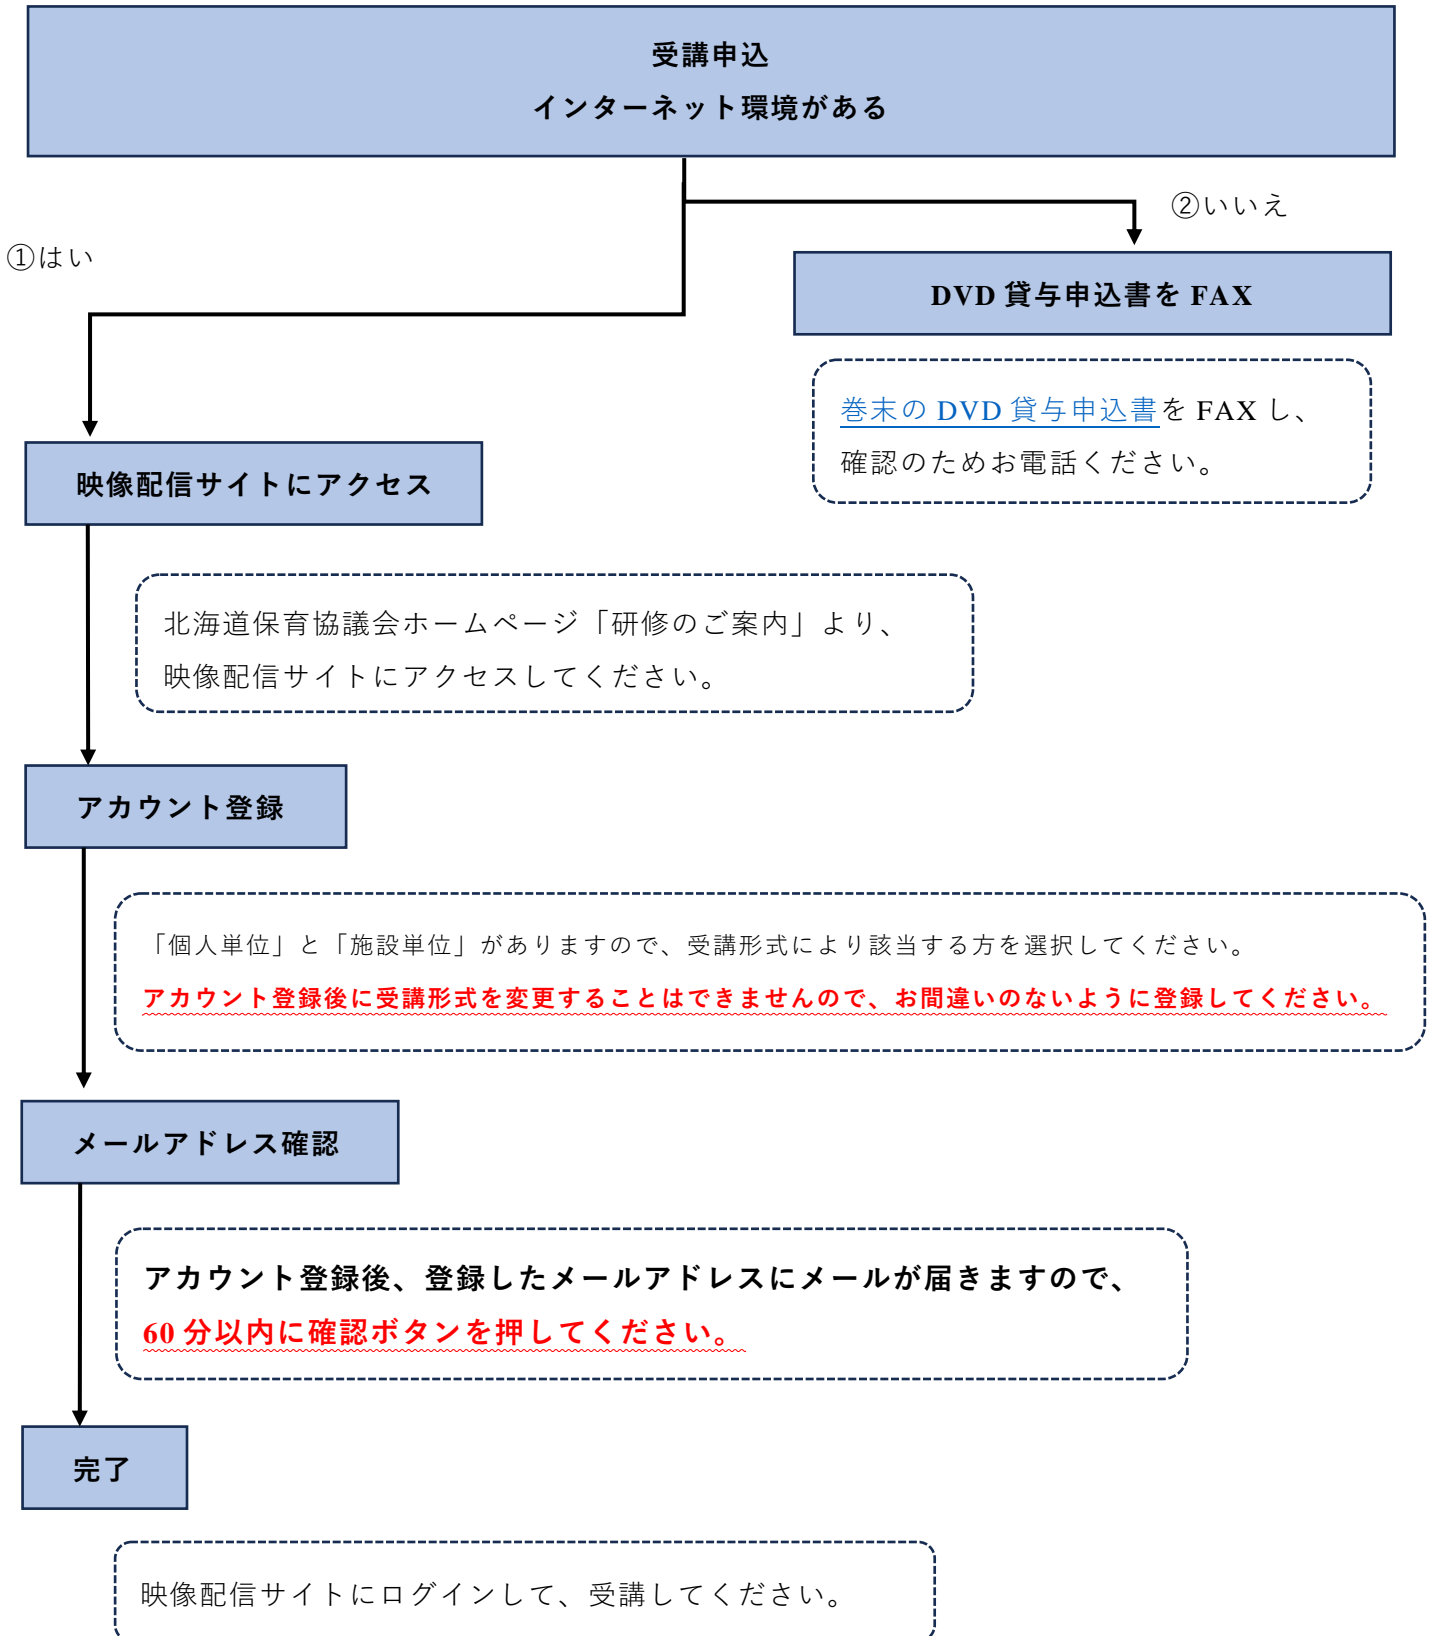 受講申込
インターネット環境がある
②いいえ
①はい
DVD 貸与申込書を FAX
巻末の DVD 貸与申込書を FAX し、
確認のためお電話ください。
映像配信サイトにアクセス
北海道保育協議会ホームページ「研修のご案内」より、
映像配信サイトにアクセスしてください。
アカウント登録
「個人単位」と「施設単位」がありますので、受講形式により該当する方を選択してください。
アカウント登録後に受講形式を変更することはできませんので、お間違いのないように登録してください。
メールアドレス確認
アカウント登録後、登録したメールアドレスにメールが届きますので、
60 分以内に確認ボタンを押してください。
完了
映像配信サイトにログインして、受講してください。